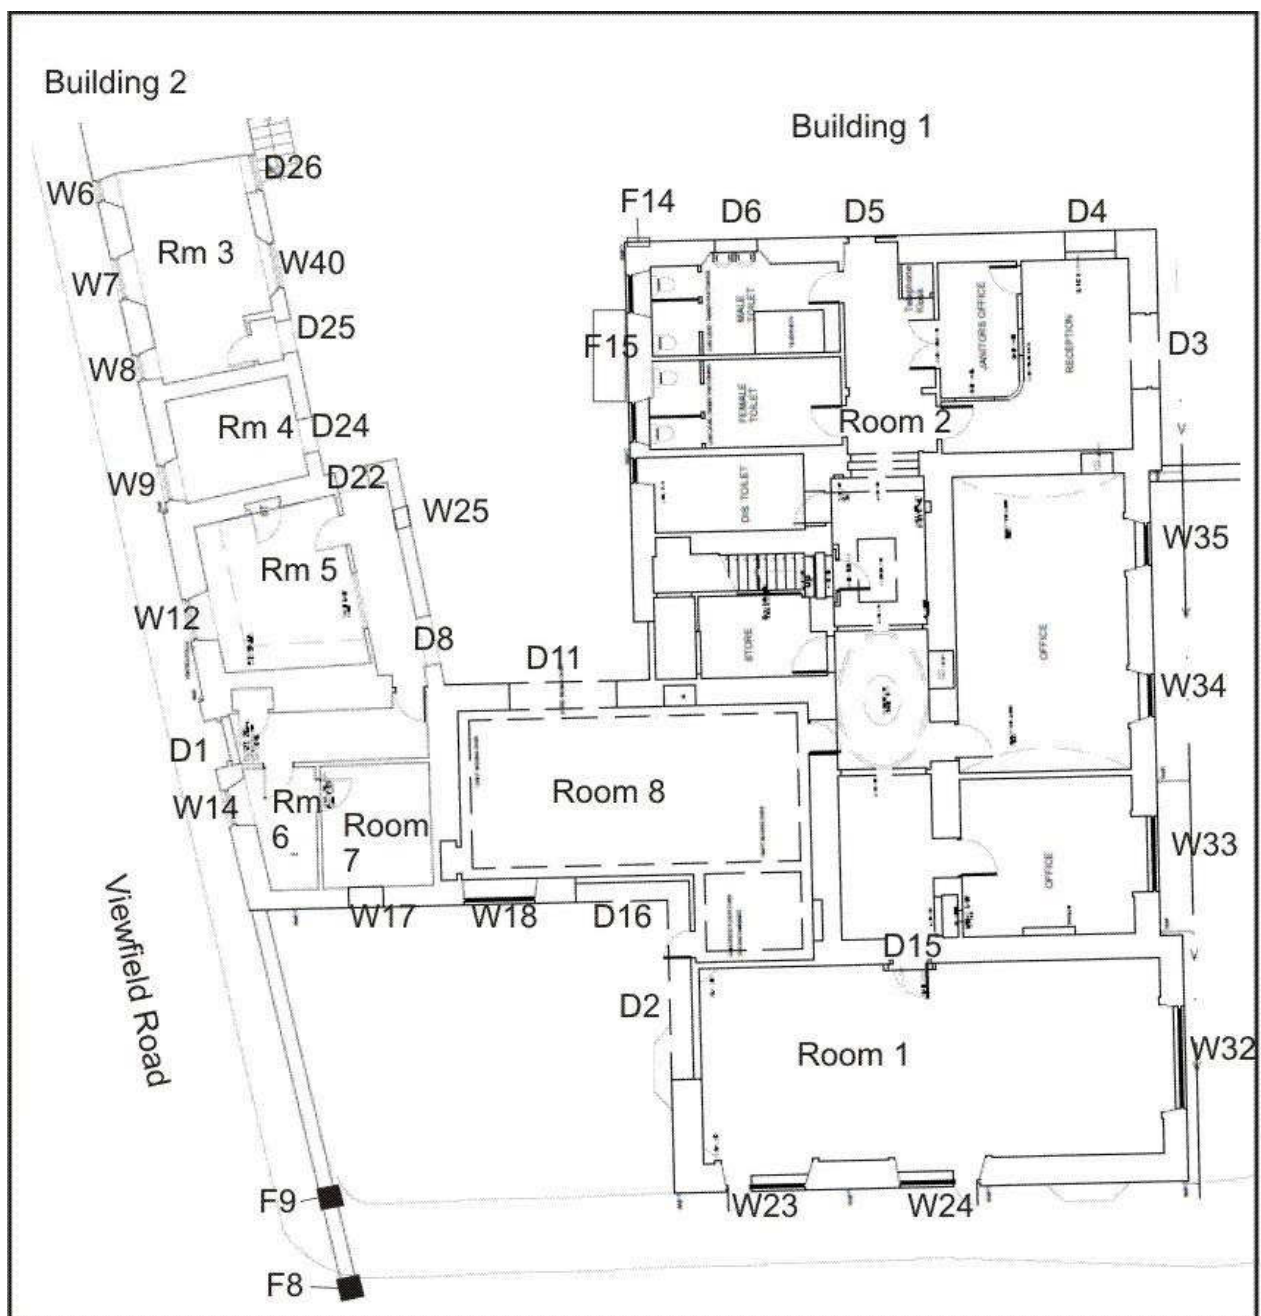 Building 2
Building 1
D26
W6
F14
D6
D5
D4
Rm 3
W40
W7
MALE
TOILET
Telephone
Kiosk
JANITORS OFFICE
RECEPTION
D25
F15
D3
W8
FEMALE
TOILET
Rm 4
D24
Room 2
V
D22
W9
DIS. TOILET
W25
W35
Rm 5
W12
STORE
OFFICE
D8
D11
W34
D1
Room 8
W14
Rm
6
Room
7
W33
OFFICE
W17
W18
D16
Viewfield Road
D15
V
D2
Room 1
W32
F9
W23
W24
F8